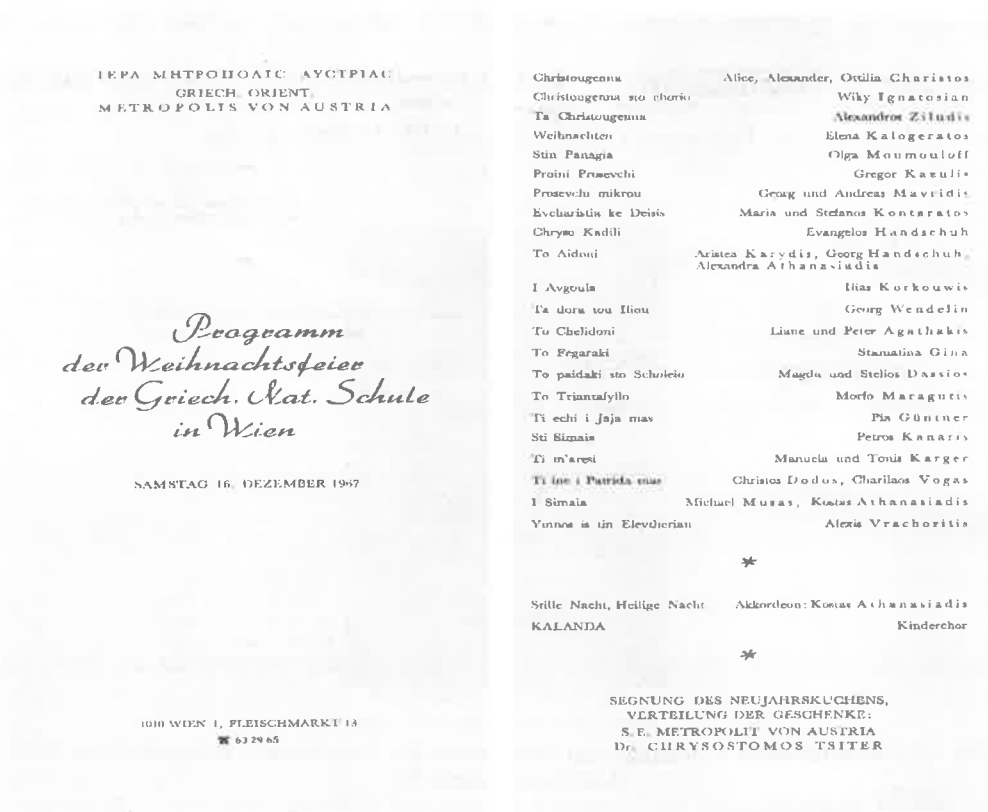 ΙΕΡΑ ΜΗΤΡΟΠΟΛΙΣ ΑΥΣΤΡΙΑΣ
GRIECH. ORIENT.
METROPOLIS VON AUSTRIA
Programm
der Weihnachtsfeier
der Griech. Nat. Schule
in Wien
SAMSTAG 16. DEZEMBER 1967
1010 WIEN 1, FLEISCHMARKT 13
☎ 63 29 65
Christougenna Alice, Alexander, Ottilia Charistos
Christougenna sto chorio Wiky Ignatosian
Ta Christougenna Alexandros Ziludis
Weihnachten Elena Kalogeratos
Stin Panagia Olga Moumouloff
Proini Prosevchi Gregor Kazulis
Prosevchi mikrou Georg und Andreas Mavridis
Evcharistia ke Deisis Maria und Stefanos Kontaratos
Chryso Kadili Evangelos Handschuh
To Aidoni Aristea Karydis, Georg Handschuh,
Alexandra Athanasiadis
I Avgoula Ilias Korkouwis
Ta dora tou Iliou Georg Wendelin
To Chelidoni Liane und Peter Agathakis
To Fegaraki Stamatina Gina
To paidaki sto Scholeio Magda und Stelios Dassios
To Triantafyllo Morfo Maragutis
Ti echi i Jaja mas Pia Güntner
Sti Simaia Petros Kanaris
Ti m'aresi Manuela und Tonia Karger
Ti ine i Patrida mas Christos Dodos, Charilaos Vogas
I Simaia Michael Musas, Kostas Athanasiadis
Ymnos is tin Elevtherian Alexis Vrachoritis
*
Stille Nacht, Heilige Nacht Akkordeon: Kostas Athanasiadis
KALANDA Kinderchor
*
SEGNUNG DES NEUJAHRSKUCHENS,
VERTEILUNG DER GESCHENKE:
S. E. METROPOLIT VON AUSTRIA
Dr. CHRYSOSTOMOS TSITER